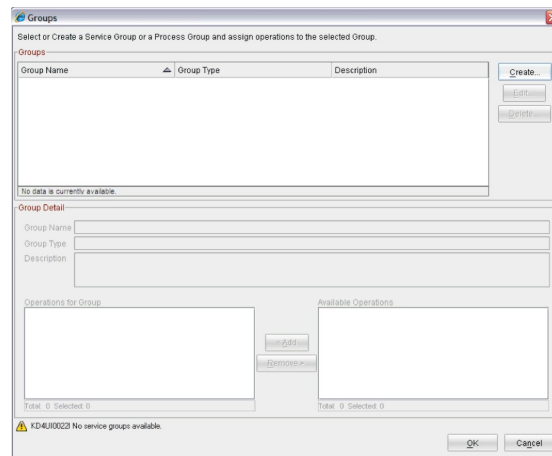 Groups
Select or Create a Service Group or a Process Group and assign operations to the selected Group.
Groups
Group Name Group Type Description
Create...
Edit...
Delete...
No data is currently available.
Group Detail
Group Name
Group Type
Description
Operations for Group Available Operations
< Add
Remove >
Total: 0 Selected: 0 Total: 0 Selected: 0
KD4UI0022I No service groups available.
OK Cancel